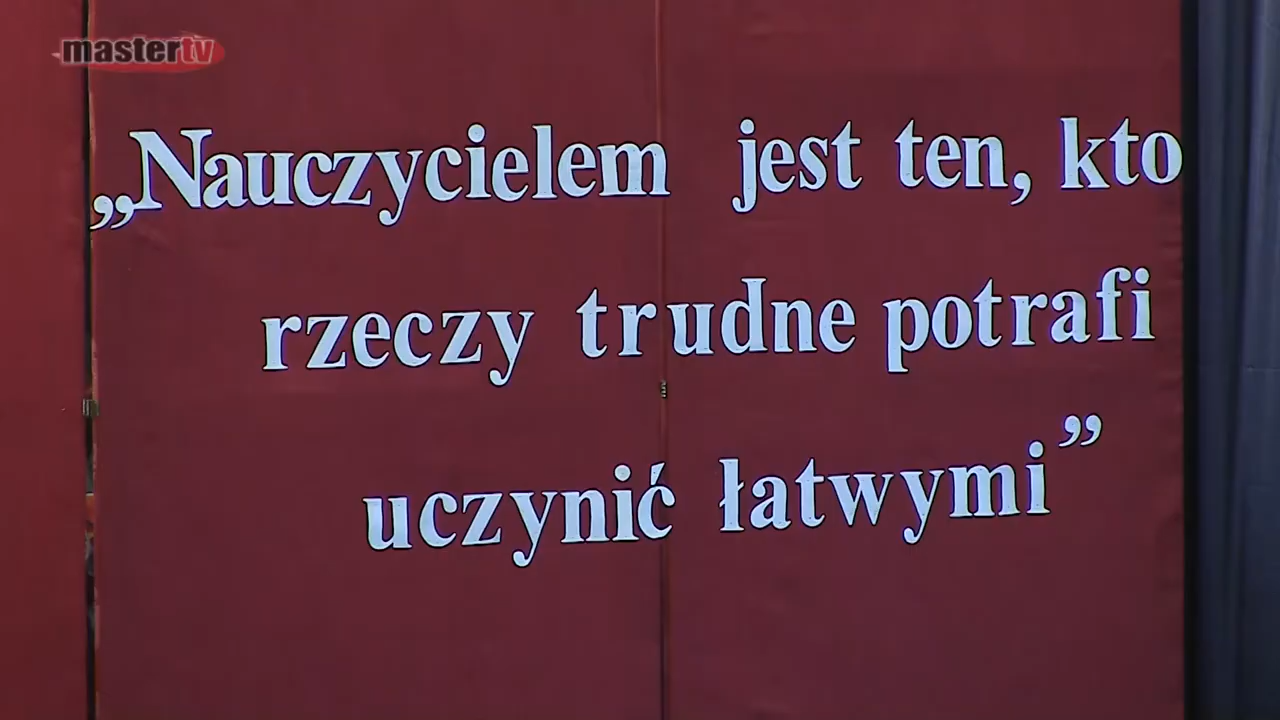 mastertv
„Nauczycielem jest ten, kto
rzeczy trudne potrafi
uczynić łatwymi”